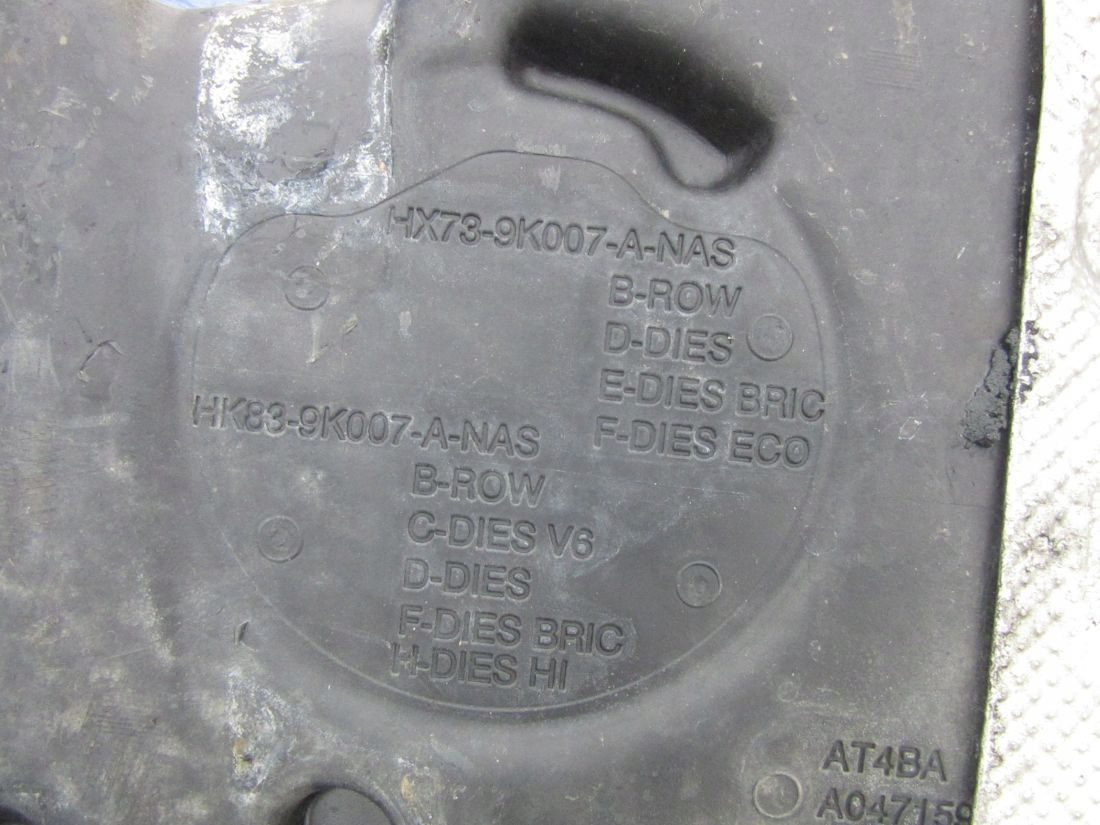 HX73-9K007-A-NAS
B-ROW
D-DIES
E-DIES BRIC
F-DIES ECO
HK83-9K007-A-NAS
B-ROW
C-DIES V6
D-DIES
F-DIES BRIC
H-DIES HI
AT4BA
A047159